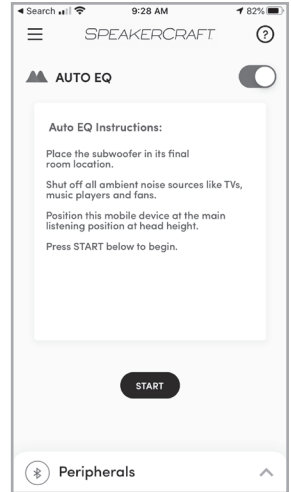 ◀ Search 9:28 AM 82%
SPEAKERCRAFT ?
AUTO EQ
Auto EQ Instructions:
Place the subwoofer in its final
room location.
Shut off all ambient noise sources like TVs,
music players and fans.
Position this mobile device at the main
listening position at head height.
Press START below to begin.
START
Peripherals